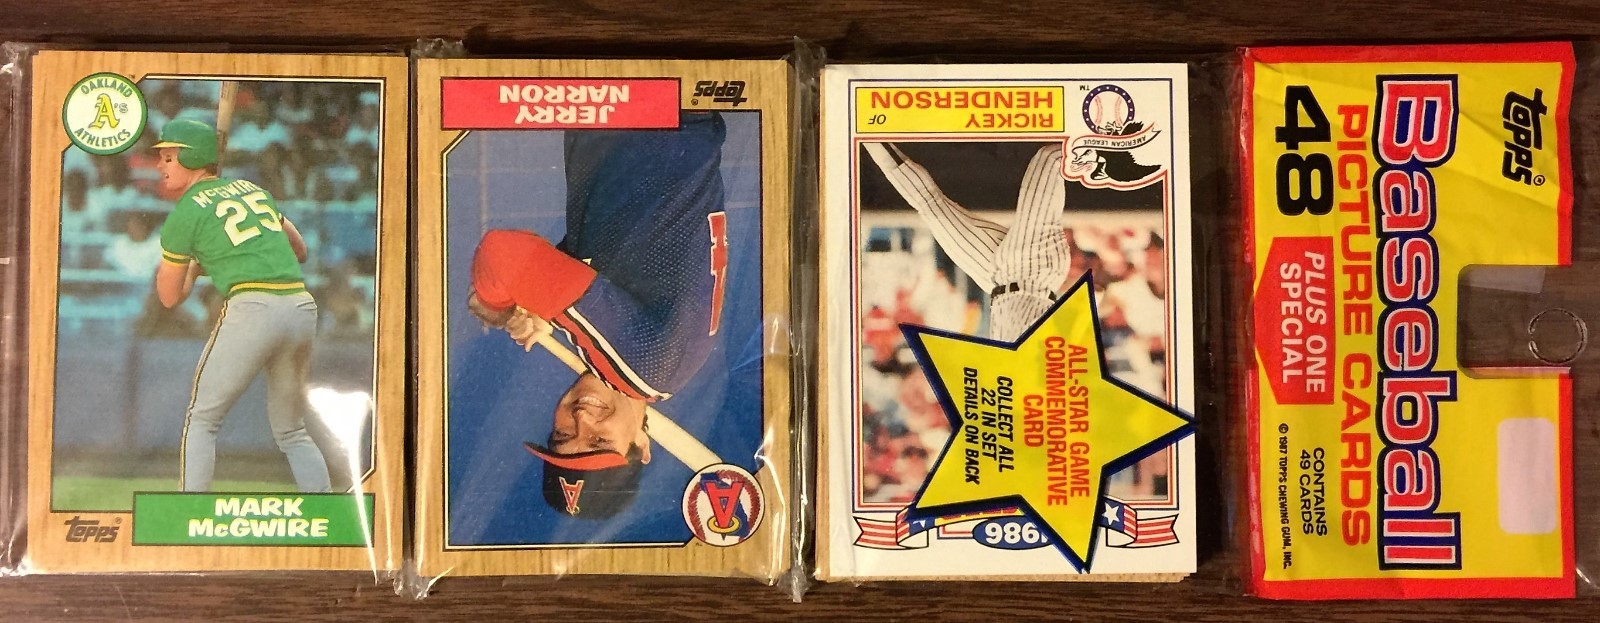 OAKLAND
A's
ATHLETICS
McGWIR
25
MARK
McGWIRE
topps®
topps®
JERRY
NARRON
A
A
RICKEY
HENDERSON
OF
AMERICAN LEAGUE
TM
1986
ALL-STAR GAME
COMMEMORATIVE
CARD
COLLECT ALL
22 IN SET
DETAILS ON BACK
topps®
Baseball
PICTURE CARDS
48
PLUS ONE
SPECIAL
CONTAINS
49 CARDS
© 1987 TOPPS CHEWING GUM, INC.